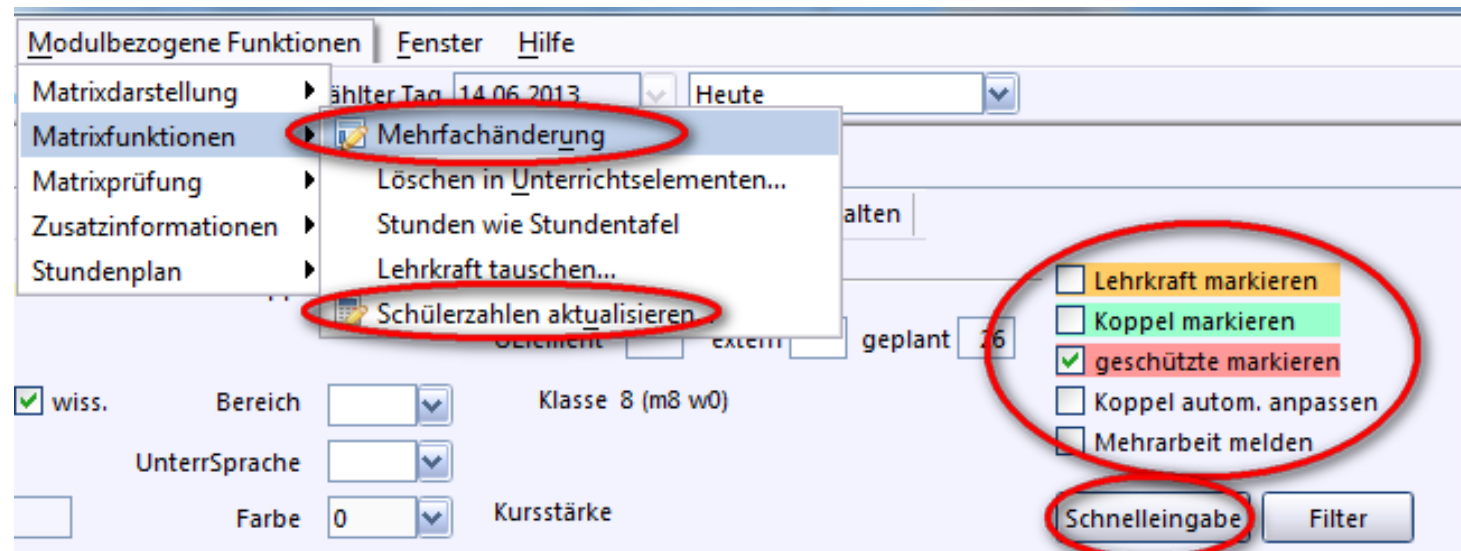 Modulbezogene Funktionen Fenster Hilfe
Matrixdarstellung ählter Tag 14.06.2013 Heute
Matrixfunktionen Mehrfachänderung
Matrixprüfung Löschen in Unterrichtselementen...
Zusatzinformationen Stunden wie Stundentafel alten
Stundenplan Lehrkraft tauschen... Lehrkraft markieren
Schülerzahlen aktualisieren... Koppel markieren
extern geplant 26
geschützte markieren
wiss. Bereich Klasse 8 (m8 w0) Koppel autom. anpassen
Mehrarbeit melden
UnterrSprache
Farbe 0 Kursstärke Schnelleingabe Filter